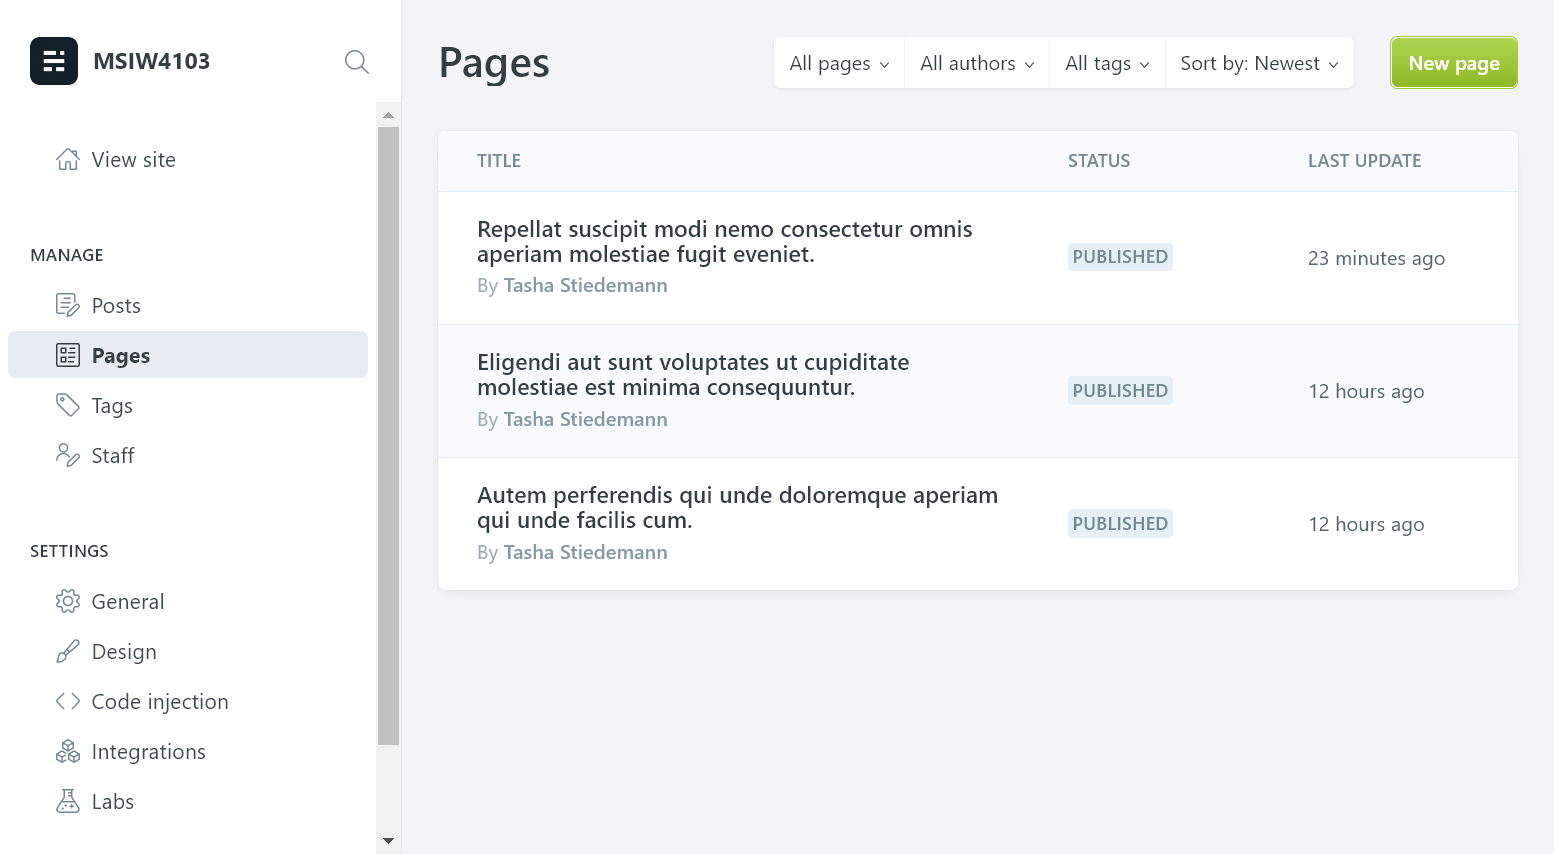 MSIW4103
View site
MANAGE
Posts
Pages
Tags
Staff
SETTINGS
General
Design
Code injection
Integrations
Labs
Pages
All pages
All authors
All tags
Sort by: Newest
New page
TITLE
STATUS
LAST UPDATE
Repellat suscipit modi nemo consectetur omnis
aperiam molestiae fugit eveniet.
By Tasha Stiedemann
PUBLISHED
23 minutes ago
Eligendi aut sunt voluptates ut cupiditate
molestiae est minima consequuntur.
By Tasha Stiedemann
PUBLISHED
12 hours ago
Autem perferendis qui unde doloremque aperiam
qui unde facilis cum.
By Tasha Stiedemann
PUBLISHED
12 hours ago